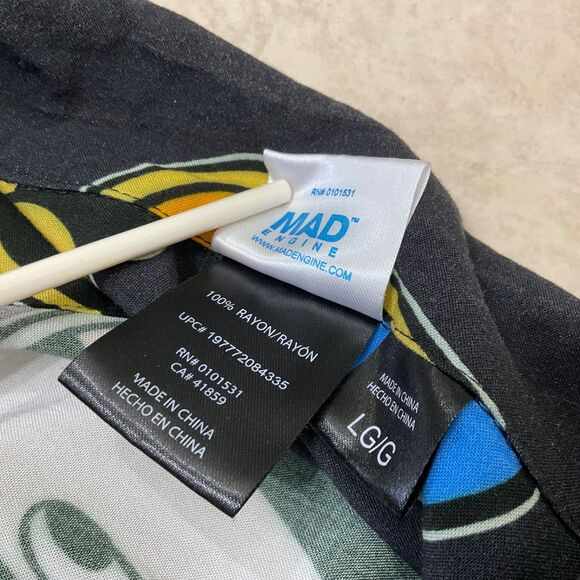 RN# 0101531
MAD™
ENGINE
WWW.MADENGINE.COM
100% RAYON/RAYÓN
UPC# 197772084335
RN# 0101531
CA# 41859
MADE IN CHINA
HECHO EN CHINA
MADE IN CHINA
HECHO EN CHINA
LG/G